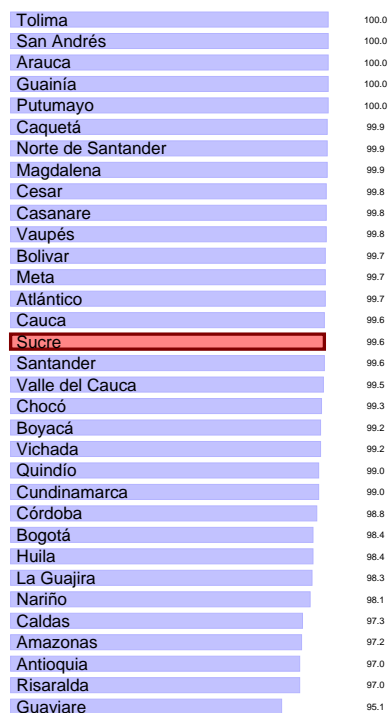 Tolima 100.0
San Andrés 100.0
Arauca 100.0
Guainía 100.0
Putumayo 100.0
Caquetá 99.9
Norte de Santander 99.9
Magdalena 99.9
Cesar 99.8
Casanare 99.8
Vaupés 99.8
Bolivar 99.7
Meta 99.7
Atlántico 99.7
Cauca 99.6
Sucre 99.6
Santander 99.6
Valle del Cauca 99.5
Chocó 99.3
Boyacá 99.2
Vichada 99.2
Quindío 99.0
Cundinamarca 99.0
Córdoba 98.8
Bogotá 98.4
Huila 98.4
La Guajira 98.3
Nariño 98.1
Caldas 97.3
Amazonas 97.2
Antioquia 97.0
Risaralda 97.0
Guaviare 95.1